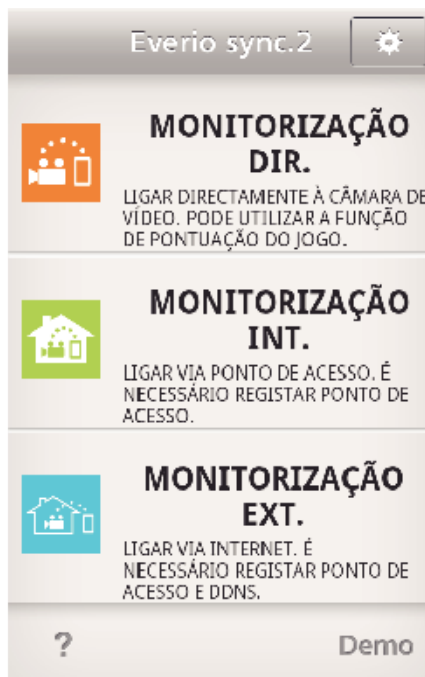 Everio sync.2
MONITORIZAÇÃO
DIR.
LIGAR DIRECTAMENTE À CÂMARA DE
VÍDEO. PODE UTILIZAR A FUNÇÃO
DE PONTUAÇÃO DO JOGO.
MONITORIZAÇÃO
INT.
LIGAR VIA PONTO DE ACESSO. É
NECESSÁRIO REGISTAR PONTO DE
ACESSO.
MONITORIZAÇÃO
EXT.
LIGAR VIA INTERNET. É
NECESSÁRIO REGISTAR PONTO DE
ACESSO E DDNS.
? Demo